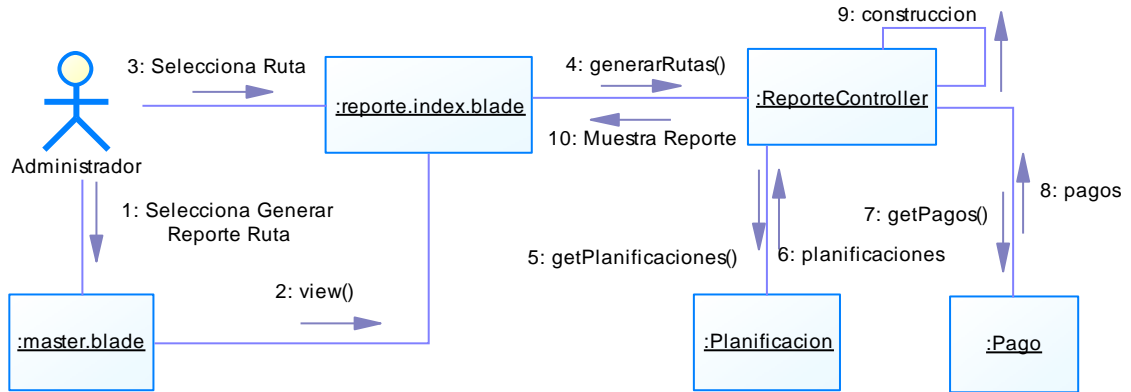 9: construccion
3: Selecciona Ruta
4: generarRutas()
:reporte.index.blade
:ReporteController
10: Muestra Reporte
Administrador
1: Selecciona Generar
Reporte Ruta
8: pagos
7: getPagos()
5: getPlanificaciones()
6: planificaciones
2: view()
:master.blade
:Planificacion
:Pago